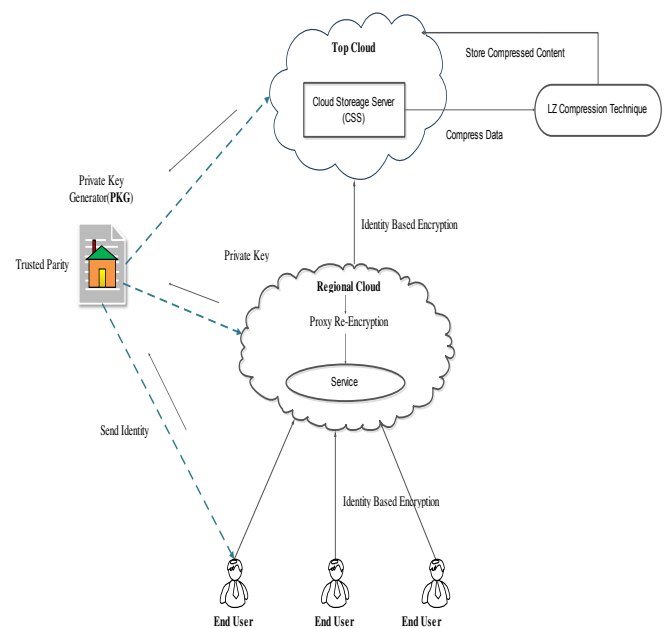 Top Cloud
Store Compressed Content
Cloud Storeage Server
(CSS)
LZ Compression Technique
Compress Data
Private Key
Generator(PKG)
Identity Based Encryption
Trusted Parity
Private Key
Regional Cloud
Proxy Re-Encryption
Service
Send Identity
Identity Based Encryption
End User
End User
End User